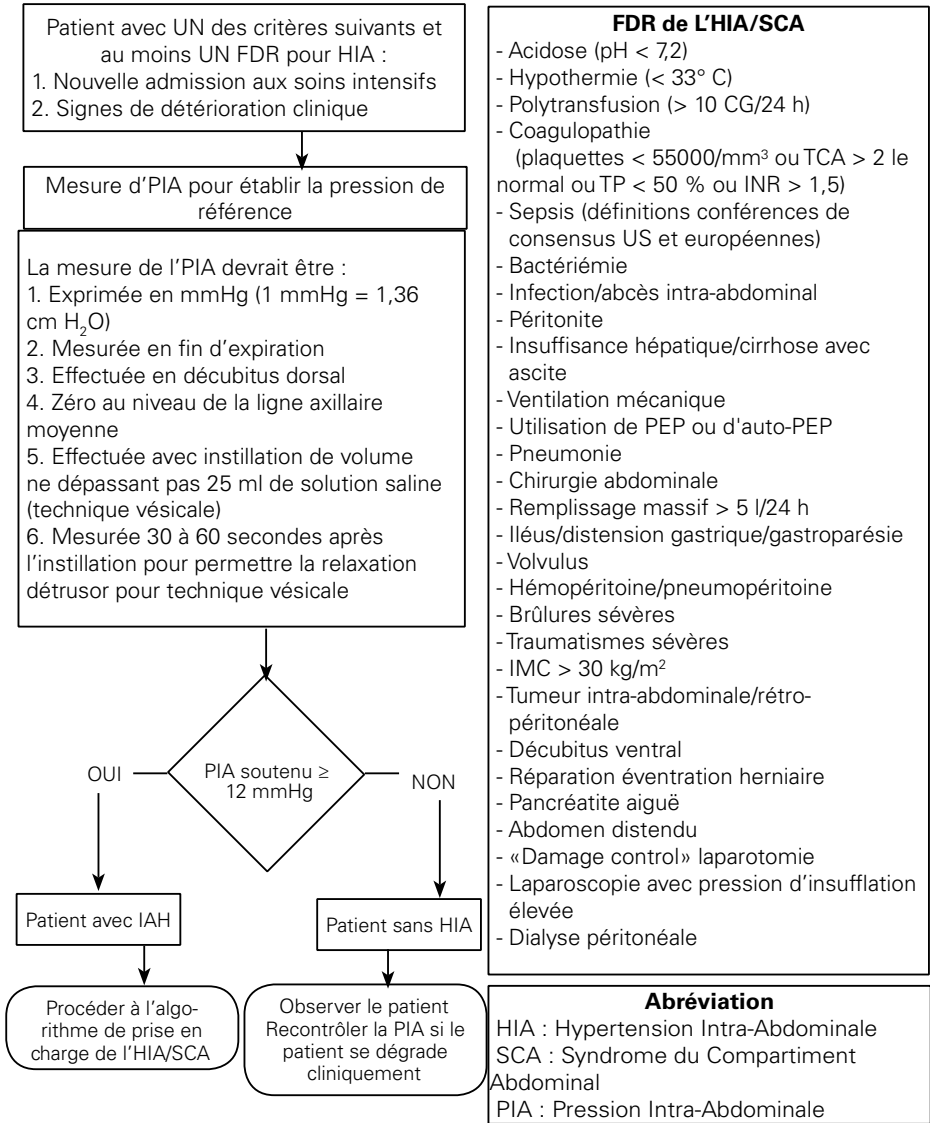 Patient avec UN des critères suivants et
au moins UN FDR pour HIA :
1. Nouvelle admission aux soins intensifs
2. Signes de détérioration clinique
Mesure d’PIA pour établir la pression de
référence
La mesure de l’PIA devrait être :
1. Exprimée en mmHg (1 mmHg = 1,36
cm H₂O)
2. Mesurée en fin d’expiration
3. Effectuée en décubitus dorsal
4. Zéro au niveau de la ligne axillaire
moyenne
5. Effectuée avec instillation de volume
ne dépassant pas 25 ml de solution saline
(technique vésicale)
6. Mesurée 30 à 60 secondes après
l’instillation pour permettre la relaxation
détrusor pour technique vésicale
PIA soutenu ≥
12 mmHg
OUI
NON
Patient avec IAH
Patient sans HIA
Procéder à l’algo-
rithme de prise en
charge de l’HIA/SCA
Observer le patient
Recontrôler la PIA si le
patient se dégrade
cliniquement
FDR de L’HIA/SCA
- Acidose (pH < 7,2)
- Hypothermie (< 33° C)
- Polytransfusion (> 10 CG/24 h)
- Coagulopathie
(plaquettes < 55000/mm³ ou TCA > 2 le
normal ou TP < 50 % ou INR > 1,5)
- Sepsis (définitions conférences de
consensus US et européennes)
- Bactériémie
- Infection/abcès intra-abdominal
- Péritonite
- Insuffisance hépatique/cirrhose avec
ascite
- Ventilation mécanique
- Utilisation de PEP ou d'auto-PEP
- Pneumonie
- Chirurgie abdominale
- Remplissage massif > 5 l/24 h
- Iléus/distension gastrique/gastroparésie
- Volvulus
- Hémopéritoine/pneumopéritoine
- Brûlures sévères
- Traumatismes sévères
- IMC > 30 kg/m²
- Tumeur intra-abdominale/rétro-
péritonéale
- Décubitus ventral
- Réparation éventration herniaire
- Pancréatite aiguë
- Abdomen distendu
- «Damage control» laparotomie
- Laparoscopie avec pression d’insufflation
élevée
- Dialyse péritonéale
Abréviation
HIA : Hypertension Intra-Abdominale
SCA : Syndrome du Compartiment
Abdominal
PIA : Pression Intra-Abdominale